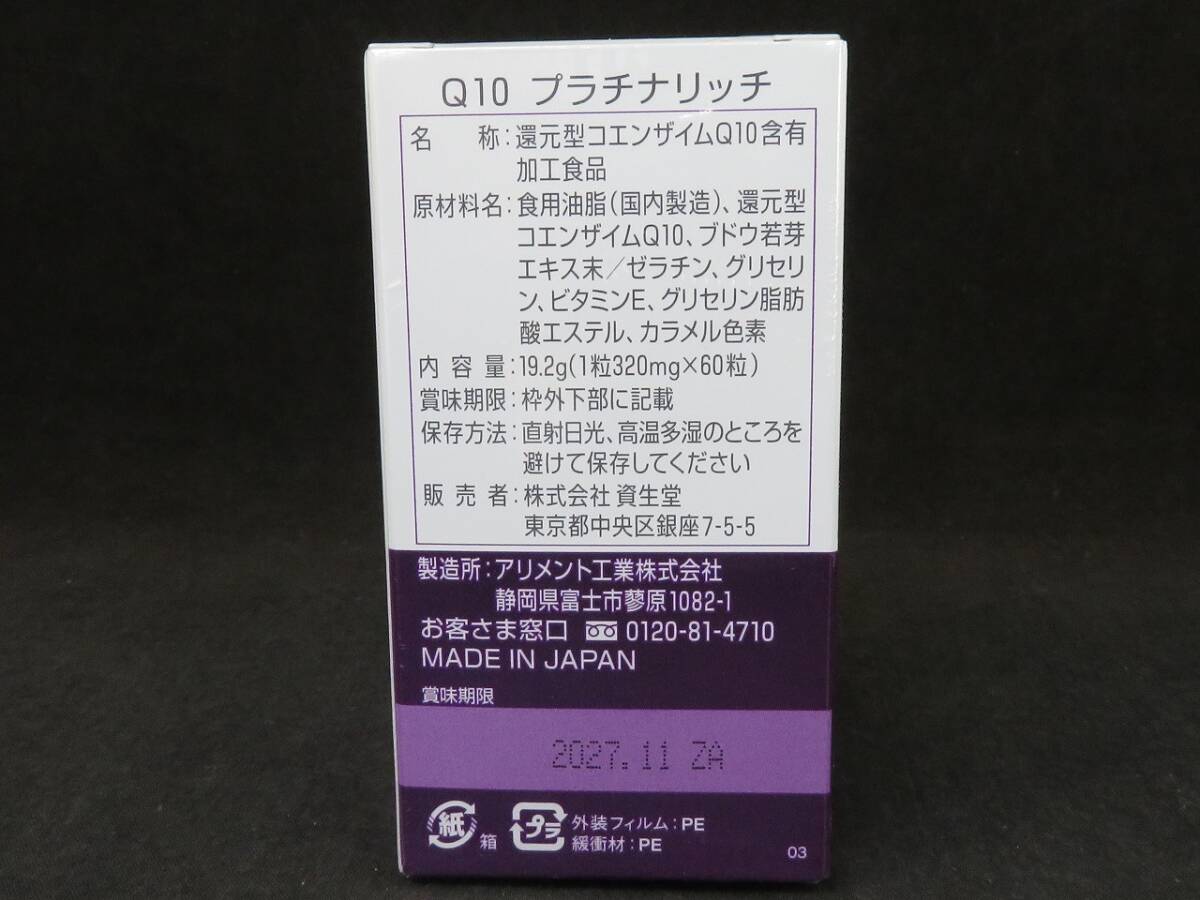 Q10 プラチナリッチ
名称:還元型コエンザイムQ10含有
加工食品
原材料名:食用油脂(国内製造)、還元型
コエンザイムQ10、ブドウ若芽
エキス末/ゼラチン、グリセリ
ン、ビタミンE、グリセリン脂肪
酸エステル、カラメル色素
内容量:19.2g(1粒320mg×60粒)
賞味期限:枠外下部に記載
保存方法:直射日光、高温多湿のところを
避けて保存してください
販売者:株式会社 資生堂
東京都中央区銀座7-5-5
製造所:アリメント工業株式会社
静岡県富士市蓼原1082-1
お客さま窓口 0120-81-4710
MADE IN JAPAN
賞味期限
2027.11 ZA
紙 箱 プラ 外装フィルム:PE
緩衝材:PE
03